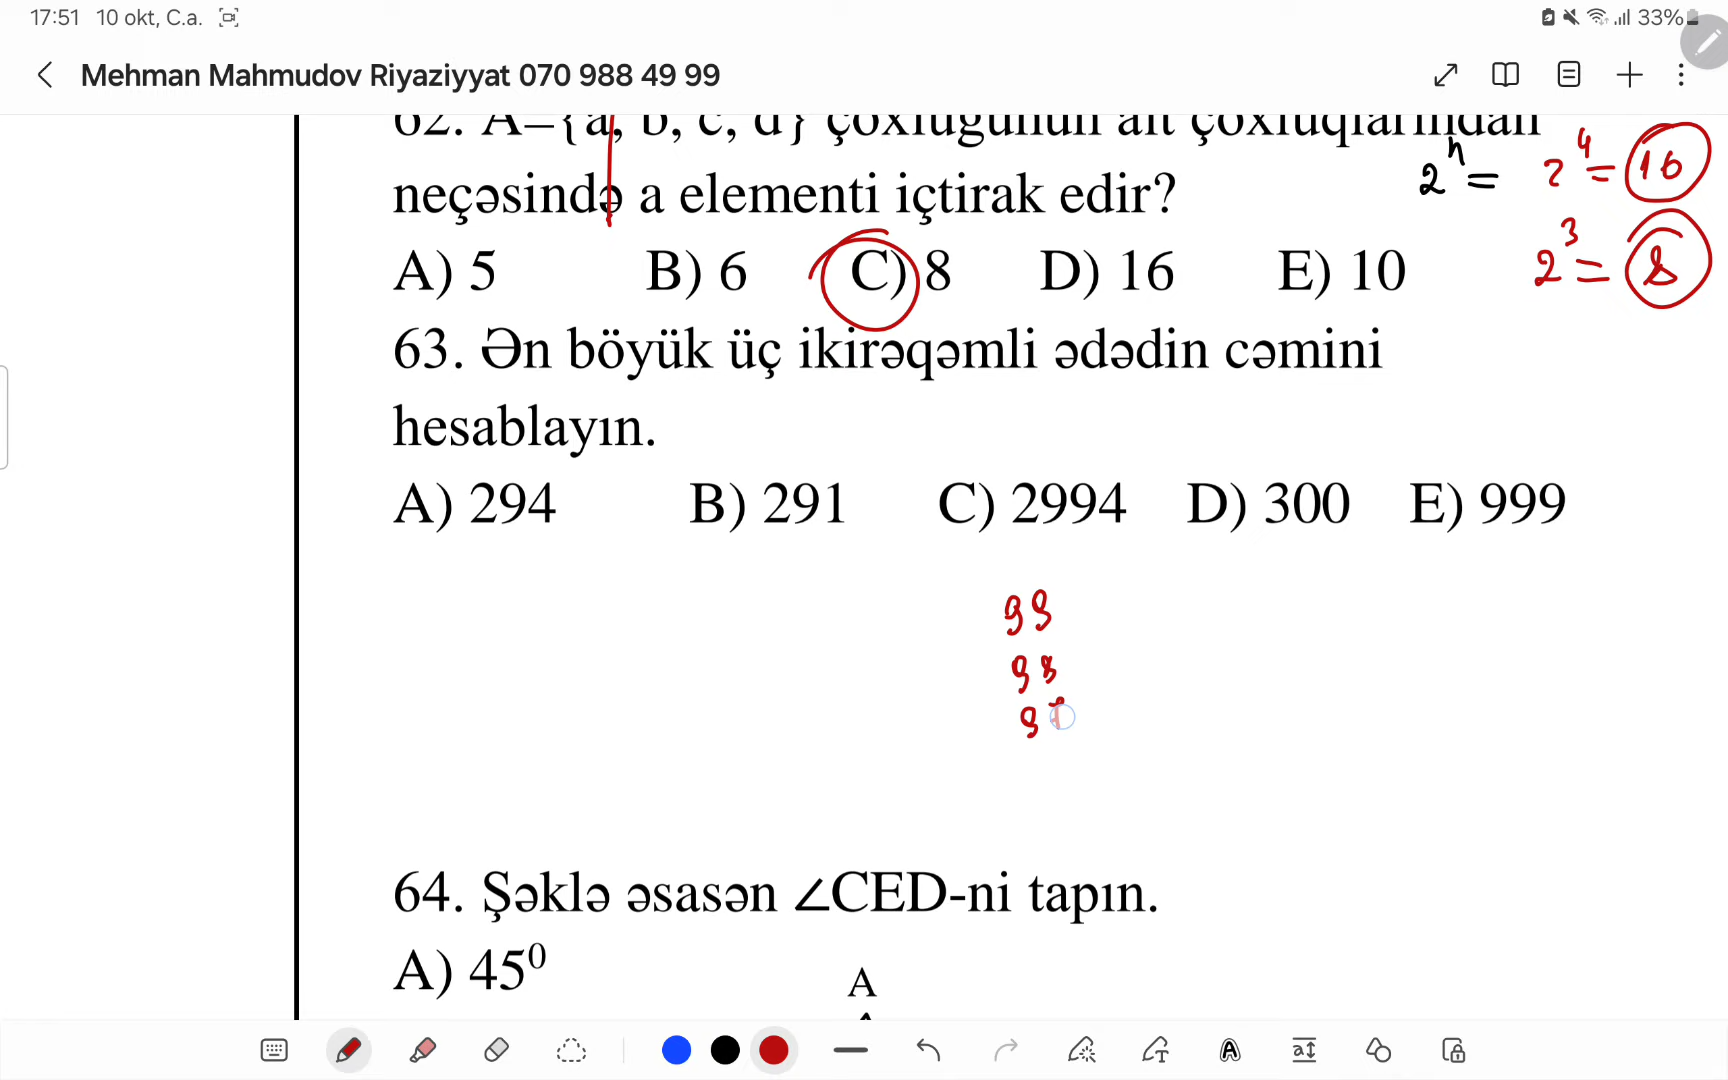 17:51 10 okt, C.a. 33%
Mehman Mahmudov Riyaziyyat 070 988 49 99
62. A={a, b, c, d} çoxluğunun alt çoxluqlarından
neçəsində a elementi içtirak edir?
2ⁿ = 2⁴ = 16
A) 5 B) 6 C) 8 D) 16 E) 10
2³ = 8
63. Ən böyük üç ikirəqəmli ədədin cəmini
hesablayın.
A) 294 B) 291 C) 2994 D) 300 E) 999
99
98
97
64. Şəklə əsasən ∠CED-ni tapın.
A) 45⁰
A